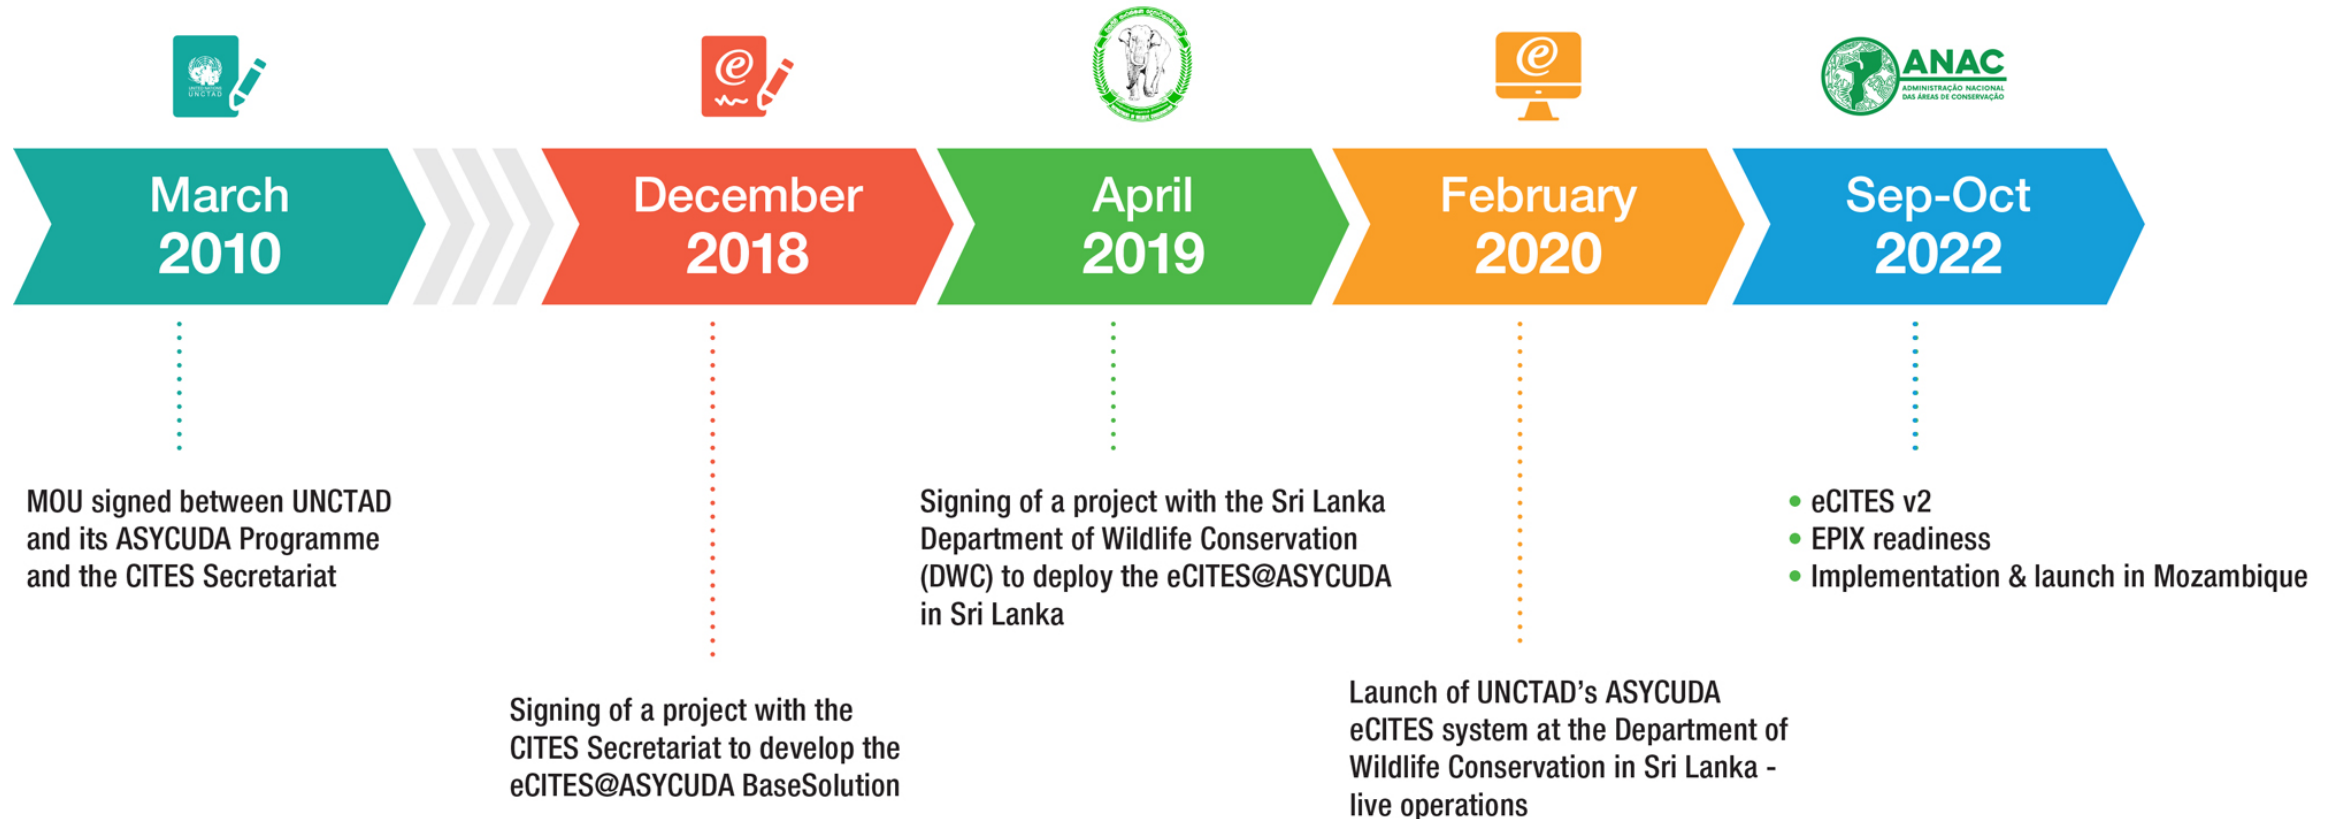 UNITED NATIONS
UNCTAD
ANAC
ADMINISTRAÇÃO NACIONAL
DAS ÁREAS DE CONSERVAÇÃO
March
2010
December
2018
April
2019
February
2020
Sep-Oct
2022
MOU signed between UNCTAD
and its ASYCUDA Programme
and the CITES Secretariat
Signing of a project with the
CITES Secretariat to develop the
eCITES@ASYCUDA BaseSolution
Signing of a project with the Sri Lanka
Department of Wildlife Conservation
(DWC) to deploy the eCITES@ASYCUDA
in Sri Lanka
Launch of UNCTAD’s ASYCUDA
eCITES system at the Department of
Wildlife Conservation in Sri Lanka -
live operations
• eCITES v2
• EPIX readiness
• Implementation & launch in Mozambique